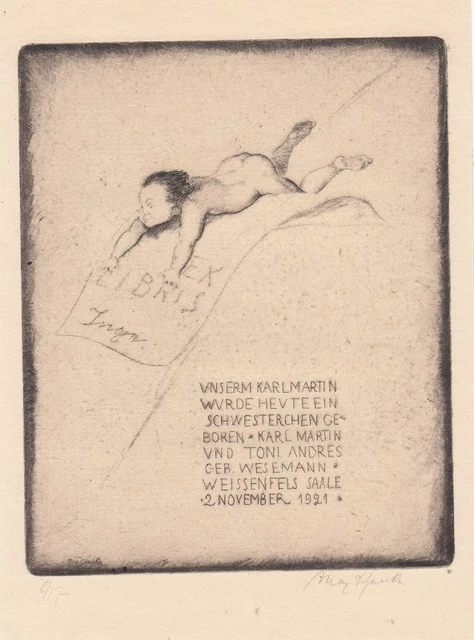 EX
LIBRIS
Inge.
VNSERM KARLMARTIN
WVRDE HEVTE EIN
SCHWESTERCHEN GE-
BOREN * KARL MARTIN
VND TONI ANDRES
GEB. WESEMANN *
WEISSENFELS SAALE
*2 NOVEMBER 1921 *